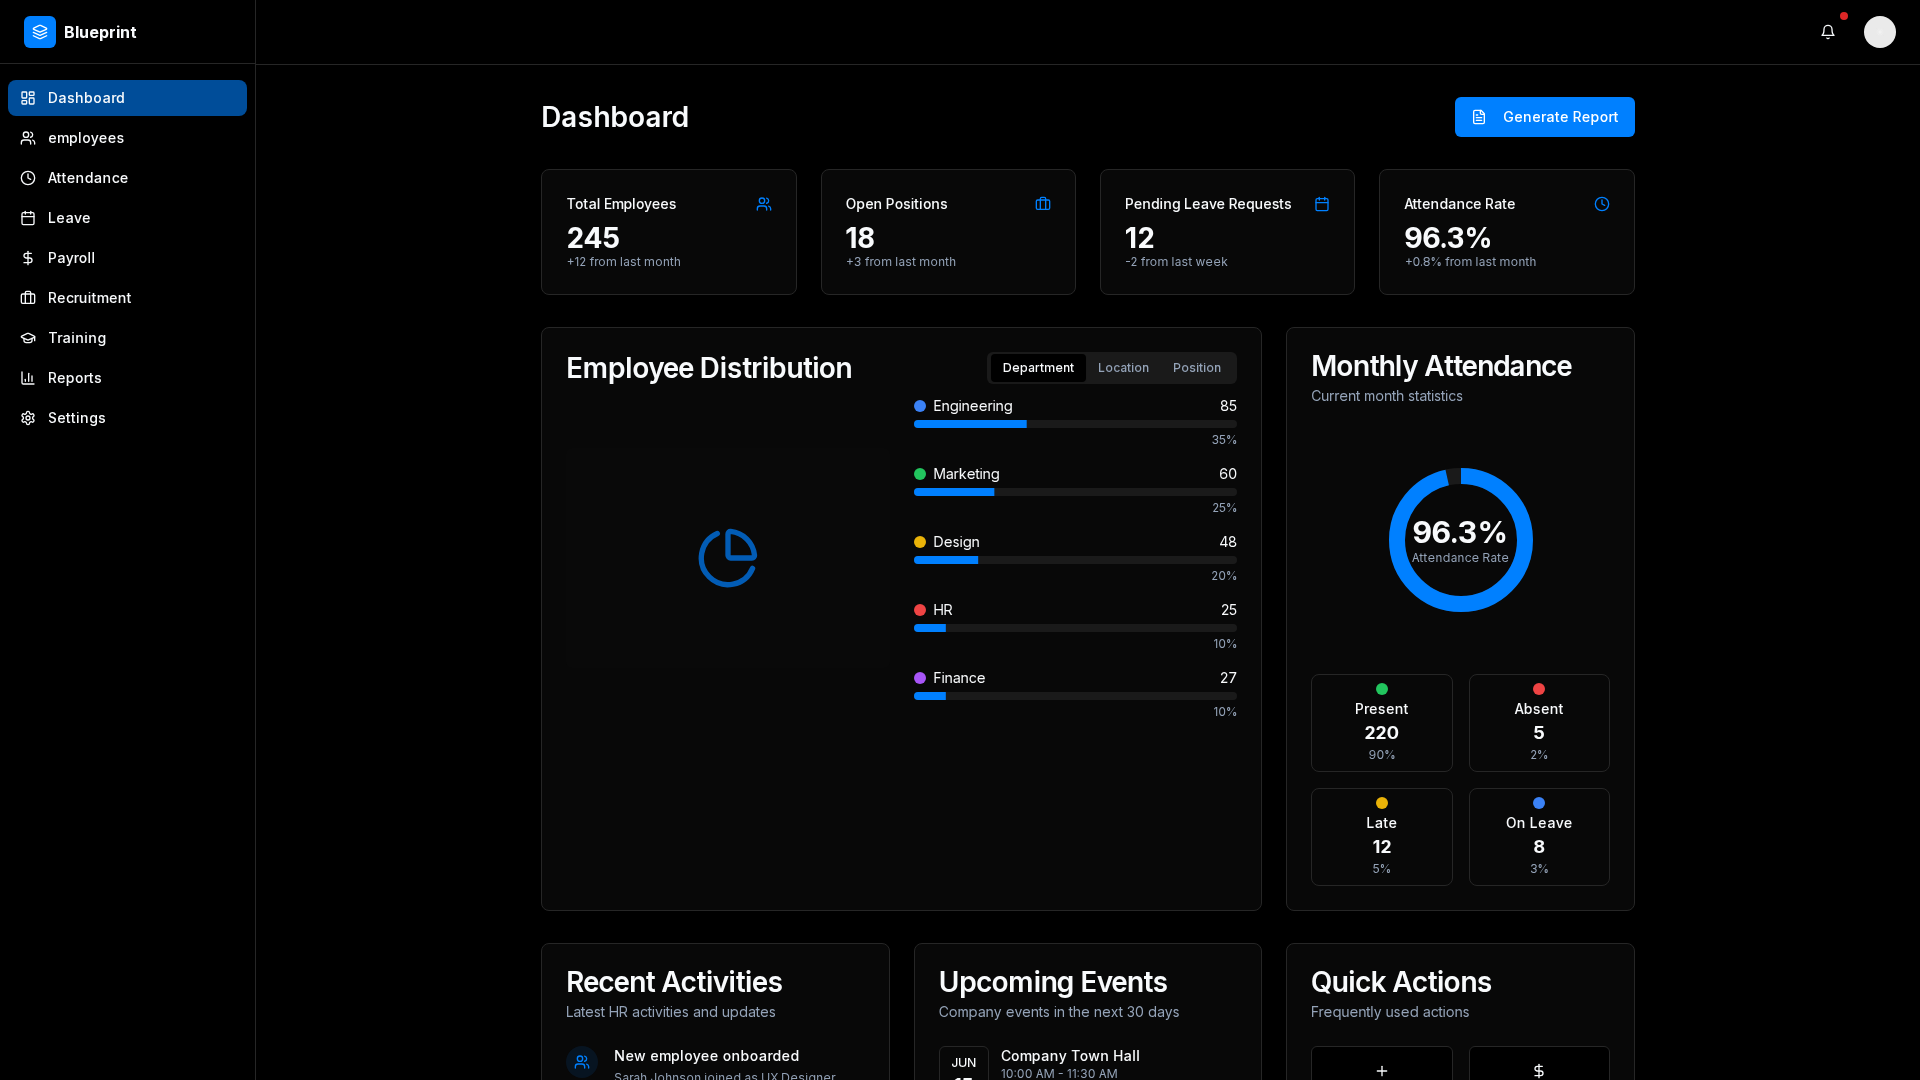 Blueprint
Dashboard
employees
Attendance
Leave
Payroll
Recruitment
Training
Reports
Settings
Dashboard
Generate Report
Total Employees
245
+12 from last month
Open Positions
18
+3 from last month
Pending Leave Requests
12
-2 from last week
Attendance Rate
96.3%
+0.8% from last month
Employee Distribution
Department Location Position
Engineering 85
35%
Marketing 60
25%
Design 48
20%
HR 25
10%
Finance 27
10%
Monthly Attendance
Current month statistics
96.3%
Attendance Rate
Present
220
90%
Absent
5
2%
Late
12
5%
On Leave
8
3%
Recent Activities
Latest HR activities and updates
New employee onboarded
Sarah Johnson joined as UX Designer
Upcoming Events
Company events in the next 30 days
JUN
Company Town Hall
10:00 AM - 11:30 AM
Quick Actions
Frequently used actions